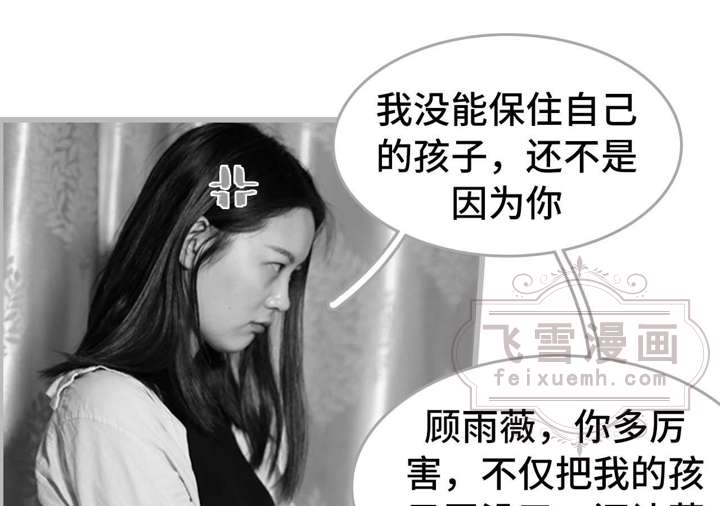 我没能保住自己
的孩子，还不是
因为你
飞雪漫画
feixuemh.com
顾雨薇，你多厉
害，不仅把我的孩